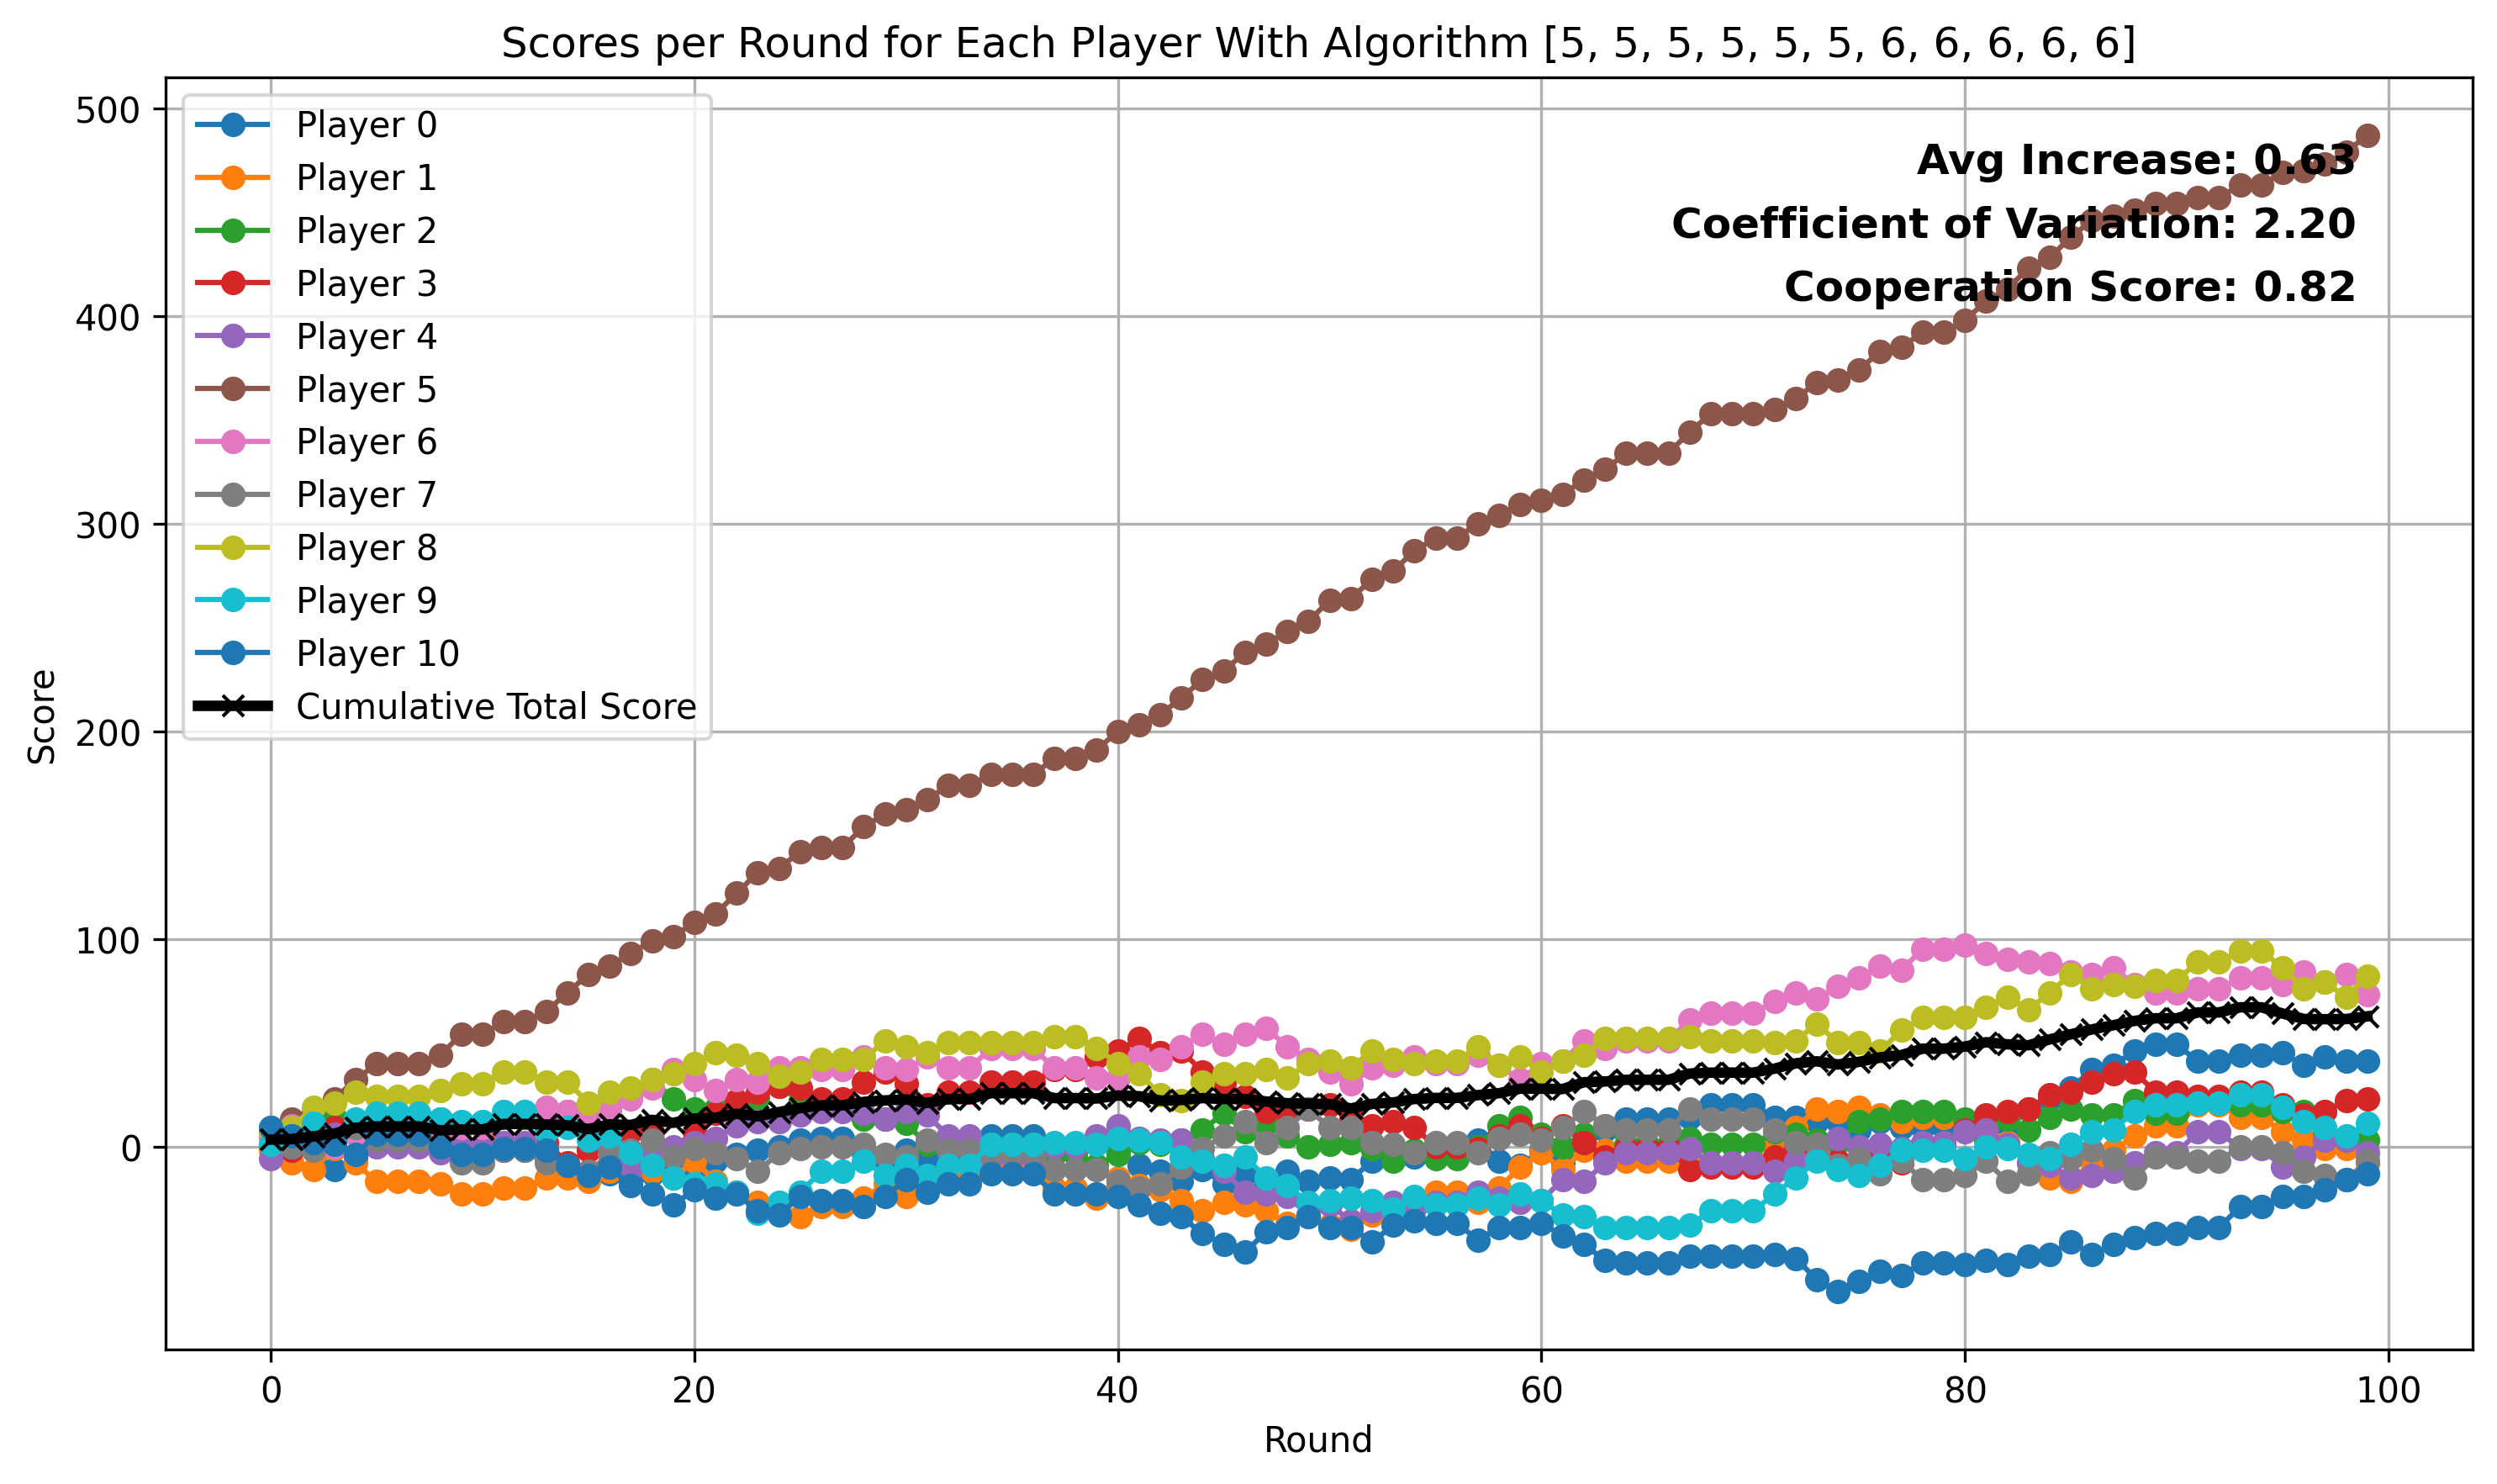 Scores per Round for Each Player With Algorithm [5, 5, 5, 5, 5, 5, 6, 6, 6, 6, 6]
Player 0
Player 1
Player 2
Player 3
Player 4
Player 5
Player 6
Player 7
Player 8
Player 9
Player 10
Cumulative Total Score
Avg Increase: 0.63
Coefficient of Variation: 2.20
Cooperation Score: 0.82
Score
500
400
300
200
100
0
0
20
40
60
80
100
Round